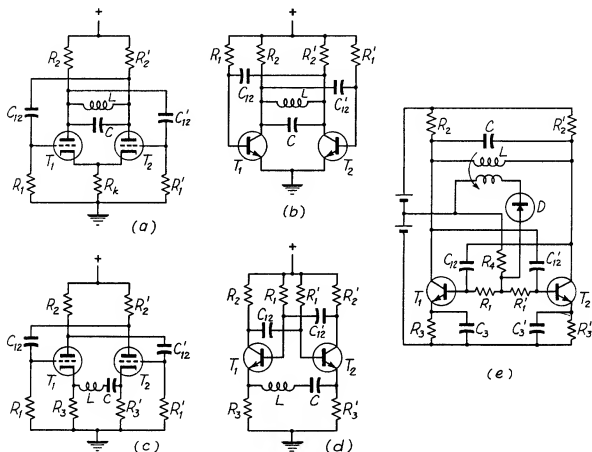 +
R2 R2'
L
C
C12 C12'
T1 T2
R1 Rk R1'
(a)
+
R1 R2 R2' R1'
C12 L C12'
C
T1 T2
(b)
+
R2 R2'
C12 C12'
T1 T2
L C
R1 R3 R3' R1'
(c)
+
R2 R1 R1' R2'
C12 C12'
T1 T2
L C
R3 R3'
(d)
R2 C R2'
L
D
C12 R4 C12'
T1 R1 R1' T2
R3 C3 C3' R3'
(e)